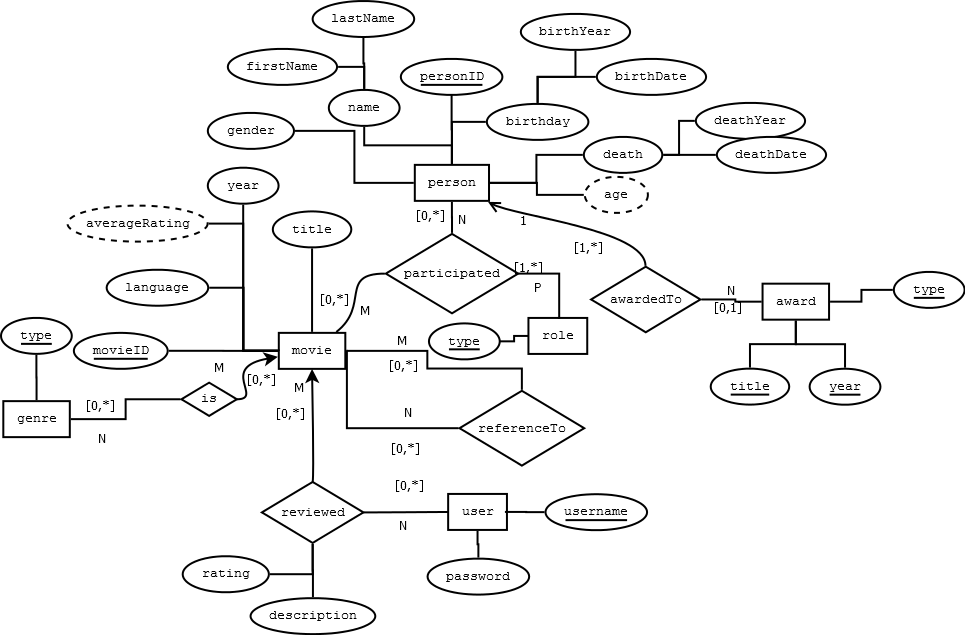 lastName
birthYear
firstName
personID
birthDate
name
birthday
deathYear
gender
death
deathDate
person
year
age
[0,*]
N
1
averageRating
title
[1,*]
participated
[1,*]
language
P
N
awardedTo
award
type
[0,*]
M
[0,1]
type
type
role
movieID
movie
M
M
[0,*]
[0,*]
M
title
year
is
[0,*]
[0,*]
N
genre
N
referenceTo
[0,*]
[0,*]
reviewed
user
username
N
rating
password
description